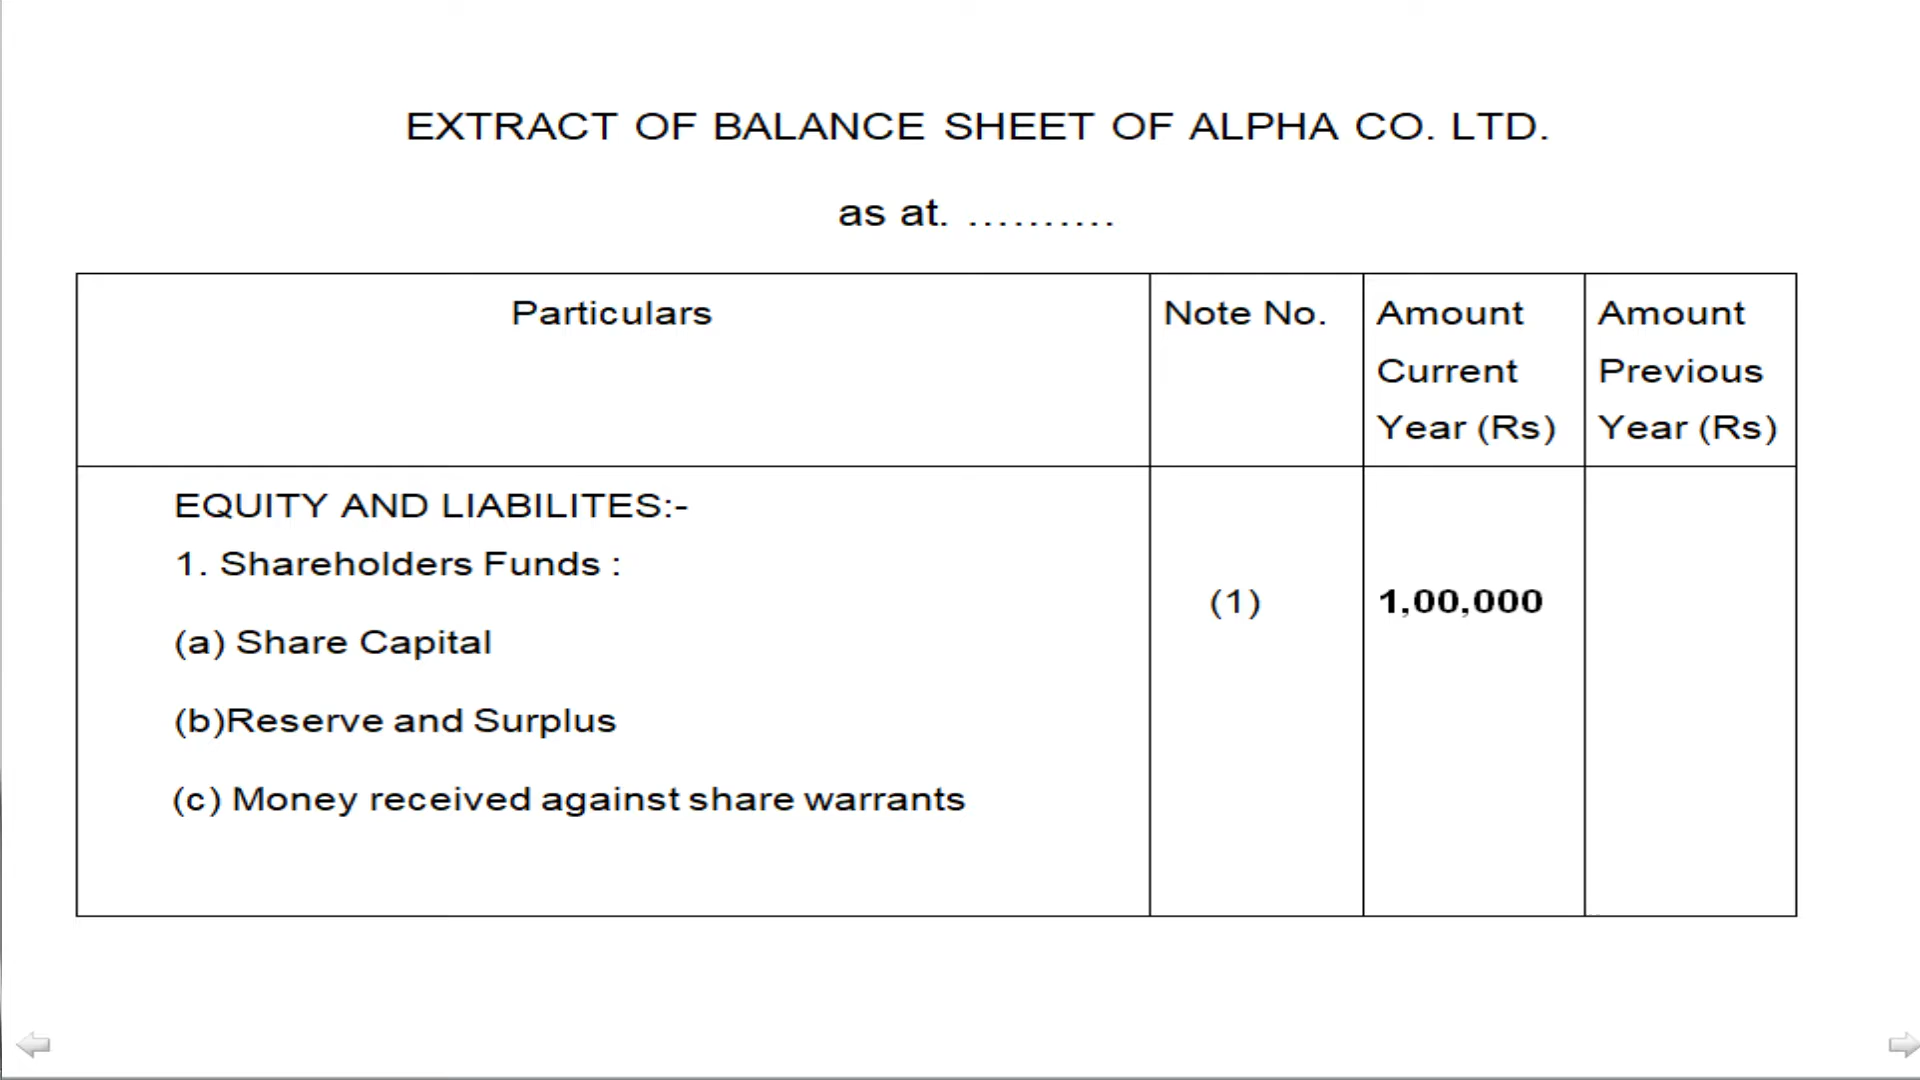 EXTRACT OF BALANCE SHEET OF ALPHA CO. LTD.
as at. ……….
Particulars
Note No.
Amount
Current
Year (Rs)
Amount
Previous
Year (Rs)
EQUITY AND LIABILITES:-
1. Shareholders Funds :
(a) Share Capital
(1)
1,00,000
(b)Reserve and Surplus
(c) Money received against share warrants